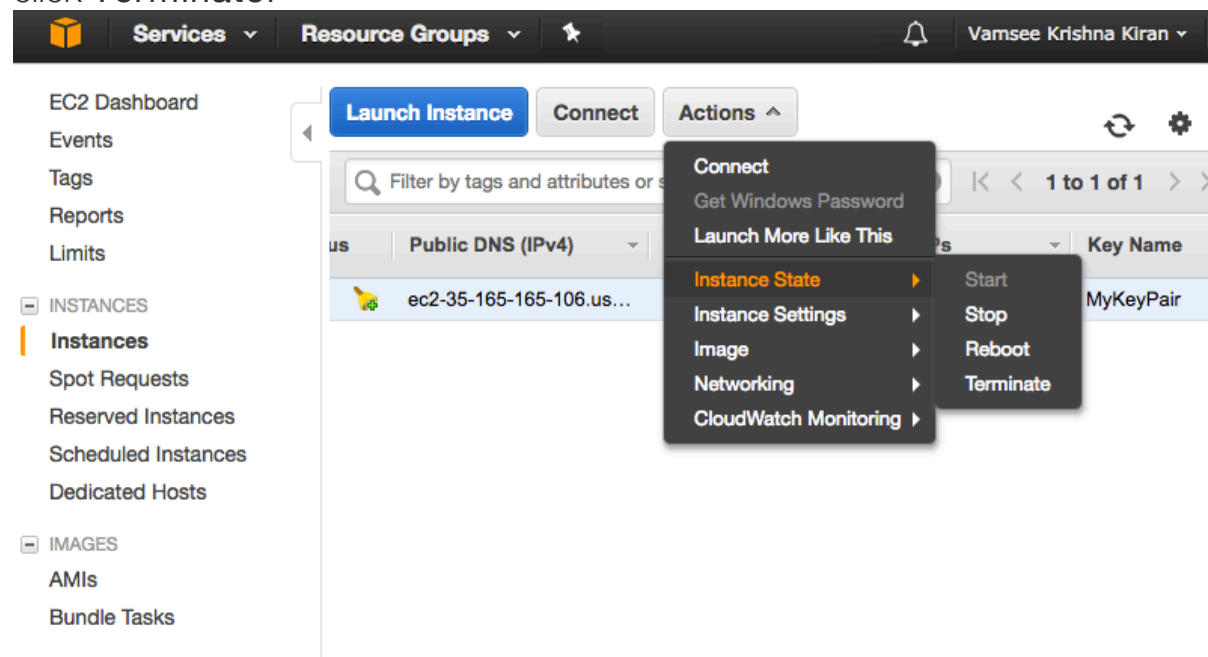 click Terminate.
Services Resource Groups Vamsee Krishna Kiran
EC2 Dashboard
Events
Tags
Reports
Limits
INSTANCES
Instances
Spot Requests
Reserved Instances
Scheduled Instances
Dedicated Hosts
IMAGES
AMIs
Bundle Tasks
Launch Instance Connect Actions
Filter by tags and attributes or 1 to 1 of 1
us Public DNS (IPv4) Ps Key Name
ec2-35-165-165-106.us... MyKeyPair
Connect
Get Windows Password
Launch More Like This
Instance State
Instance Settings
Image
Networking
CloudWatch Monitoring
Start
Stop
Reboot
Terminate